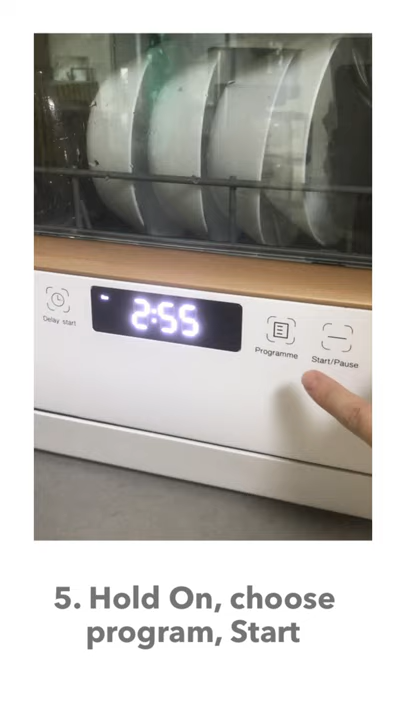 Delay start
2:55
Programme
Start/Pause
5. Hold On, choose
program, Start